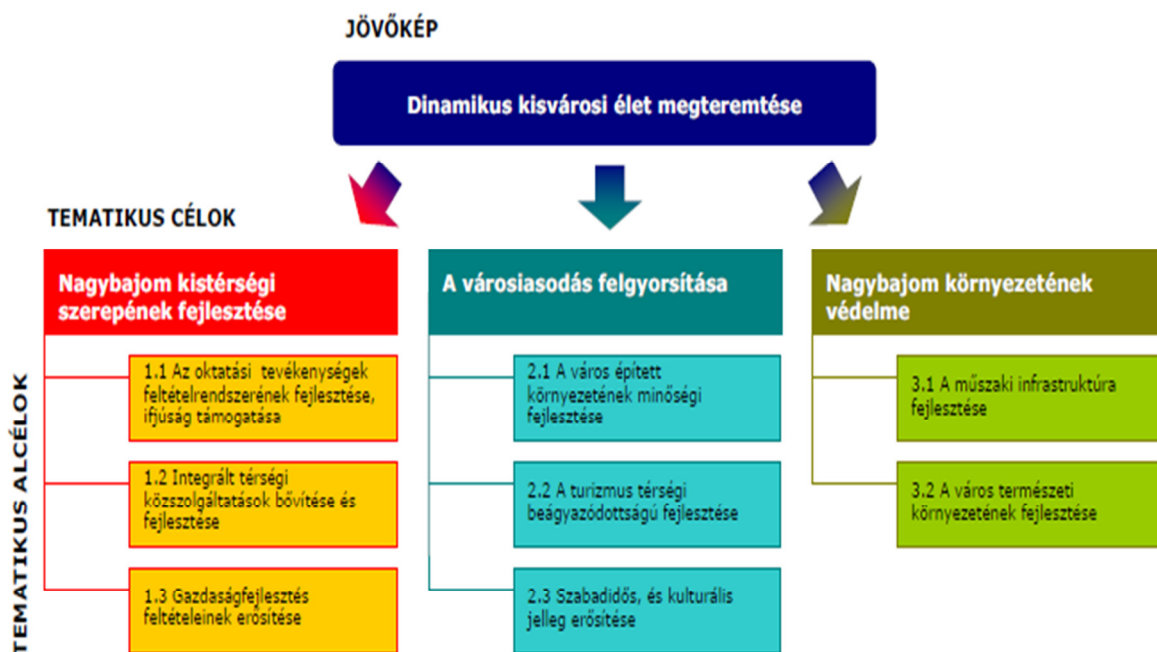 JÖVŐKÉP
Dinamikus kisvárosi élet megteremtése
TEMATIKUS CÉLOK
TEMATIKUS ALCÉLOK
Nagybajom kistérségi
szerepének fejlesztése
1.1 Az oktatási tevékenységek
feltételrendszerének fejlesztése,
ifjúság támogatása
1.2 Integrált térségi
közszolgáltatások bővítése és
fejlesztése
1.3 Gazdaságfejlesztés
feltételeinek erősítése
A városiasodás felgyorsítása
2.1 A város épített
környezetének minőségi
fejlesztése
2.2 A turizmus térségi
beágyazódottságú fejlesztése
2.3 Szabadidős, és kulturális
jelleg erősítése
Nagybajom környezetének
védelme
3.1 A műszaki infrastruktúra
fejlesztése
3.2 A város természeti
környezetének fejlesztése